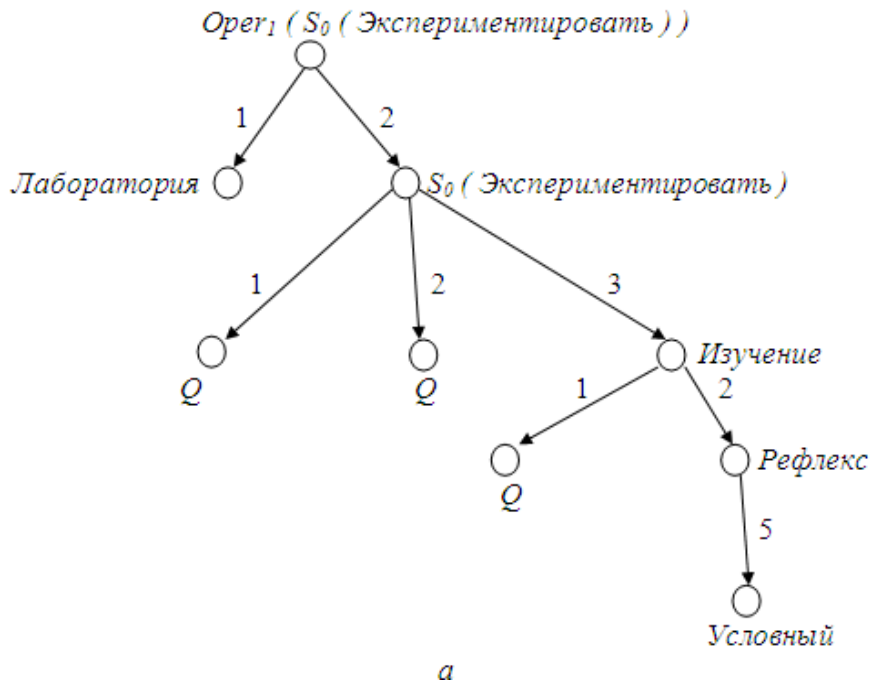 Oper₁ ( S₀ ( Экспериментировать ) )
1
2
Лаборатория
S₀ ( Экспериментировать )
1
2
3
Q
Q
Изучение
1
2
Q
Рефлекс
5
Условный
а